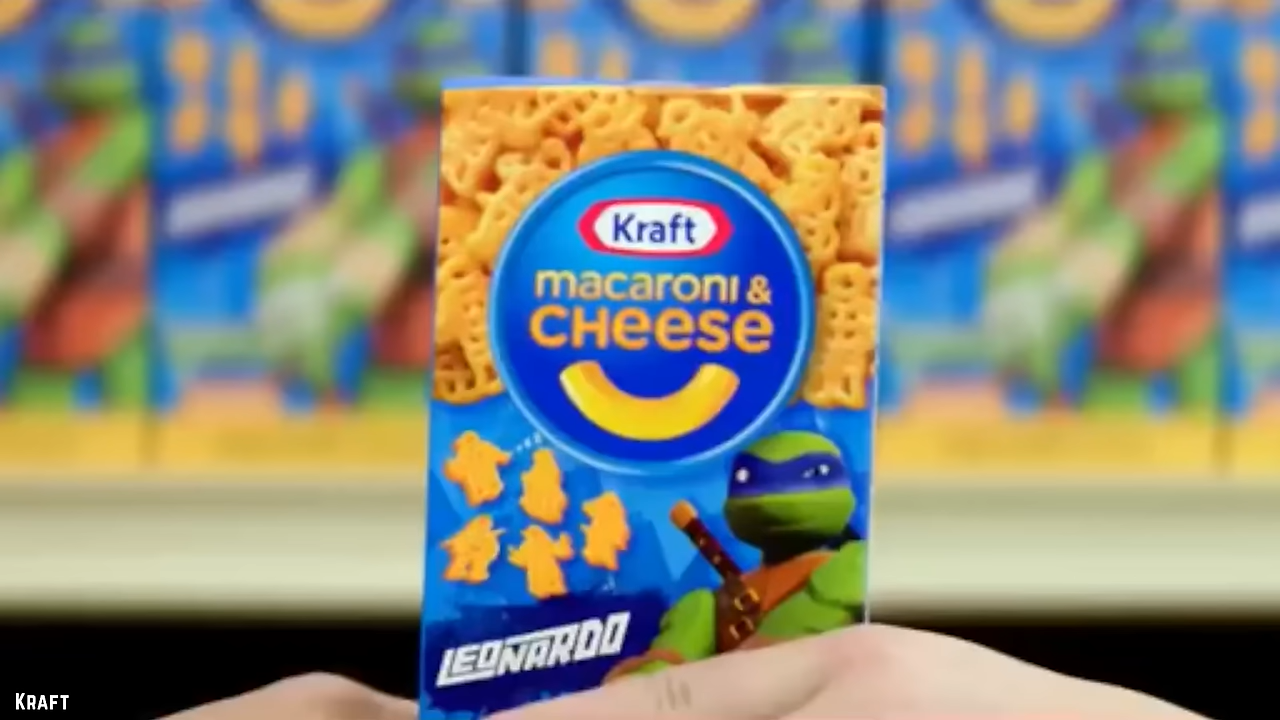 Kraft
macaroni &
CHeese
LEONARDO
KRAFT